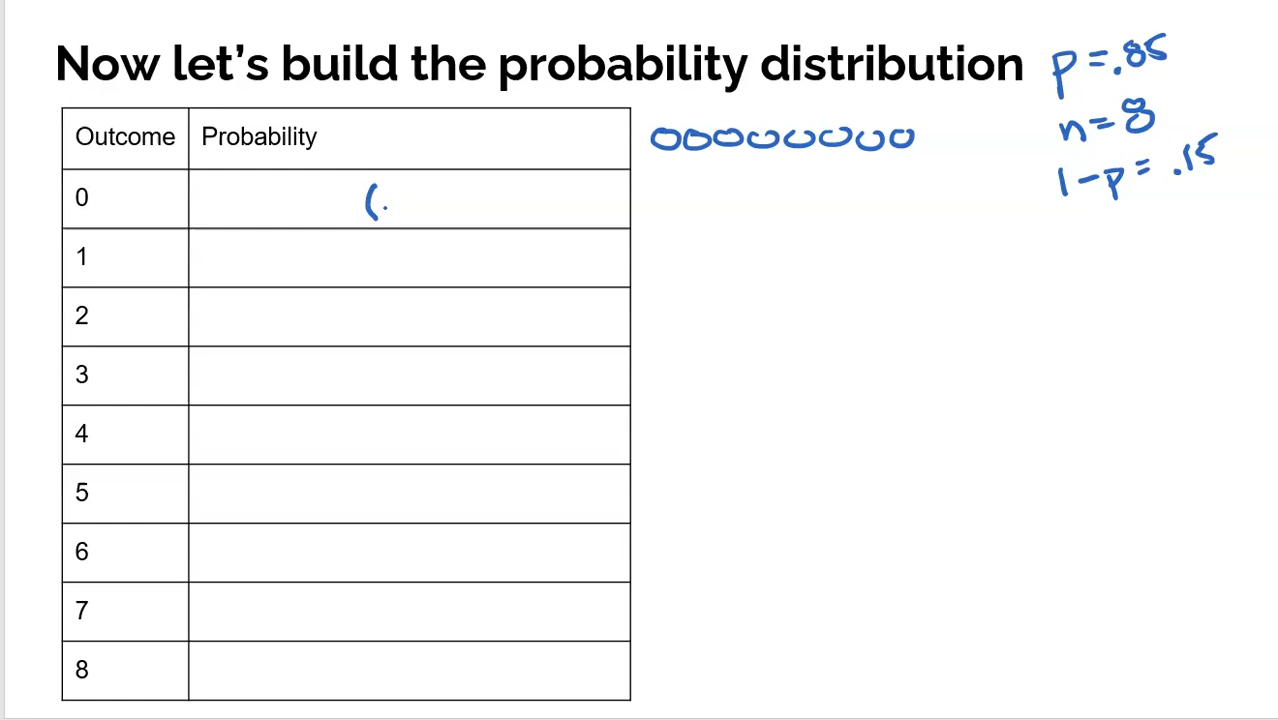 Now let's build the probability distribution
p = .85
n = 8
1 - p = .15
Outcome Probability
00000000
0 (.
1
2
3
4
5
6
7
8